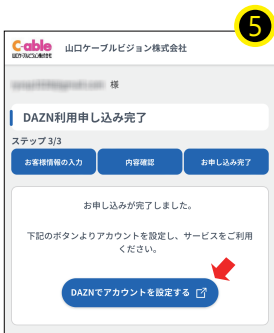 5
C-able 山口ケーブルビジョン株式会社
様
DAZN利用申し込み完了
ステップ 3/3
お客様情報の入力 内容確認 お申し込み完了
お申し込みが完了しました。
下記のボタンよりアカウントを設定し、サービスをご利用
ください。
DAZNでアカウントを設定する